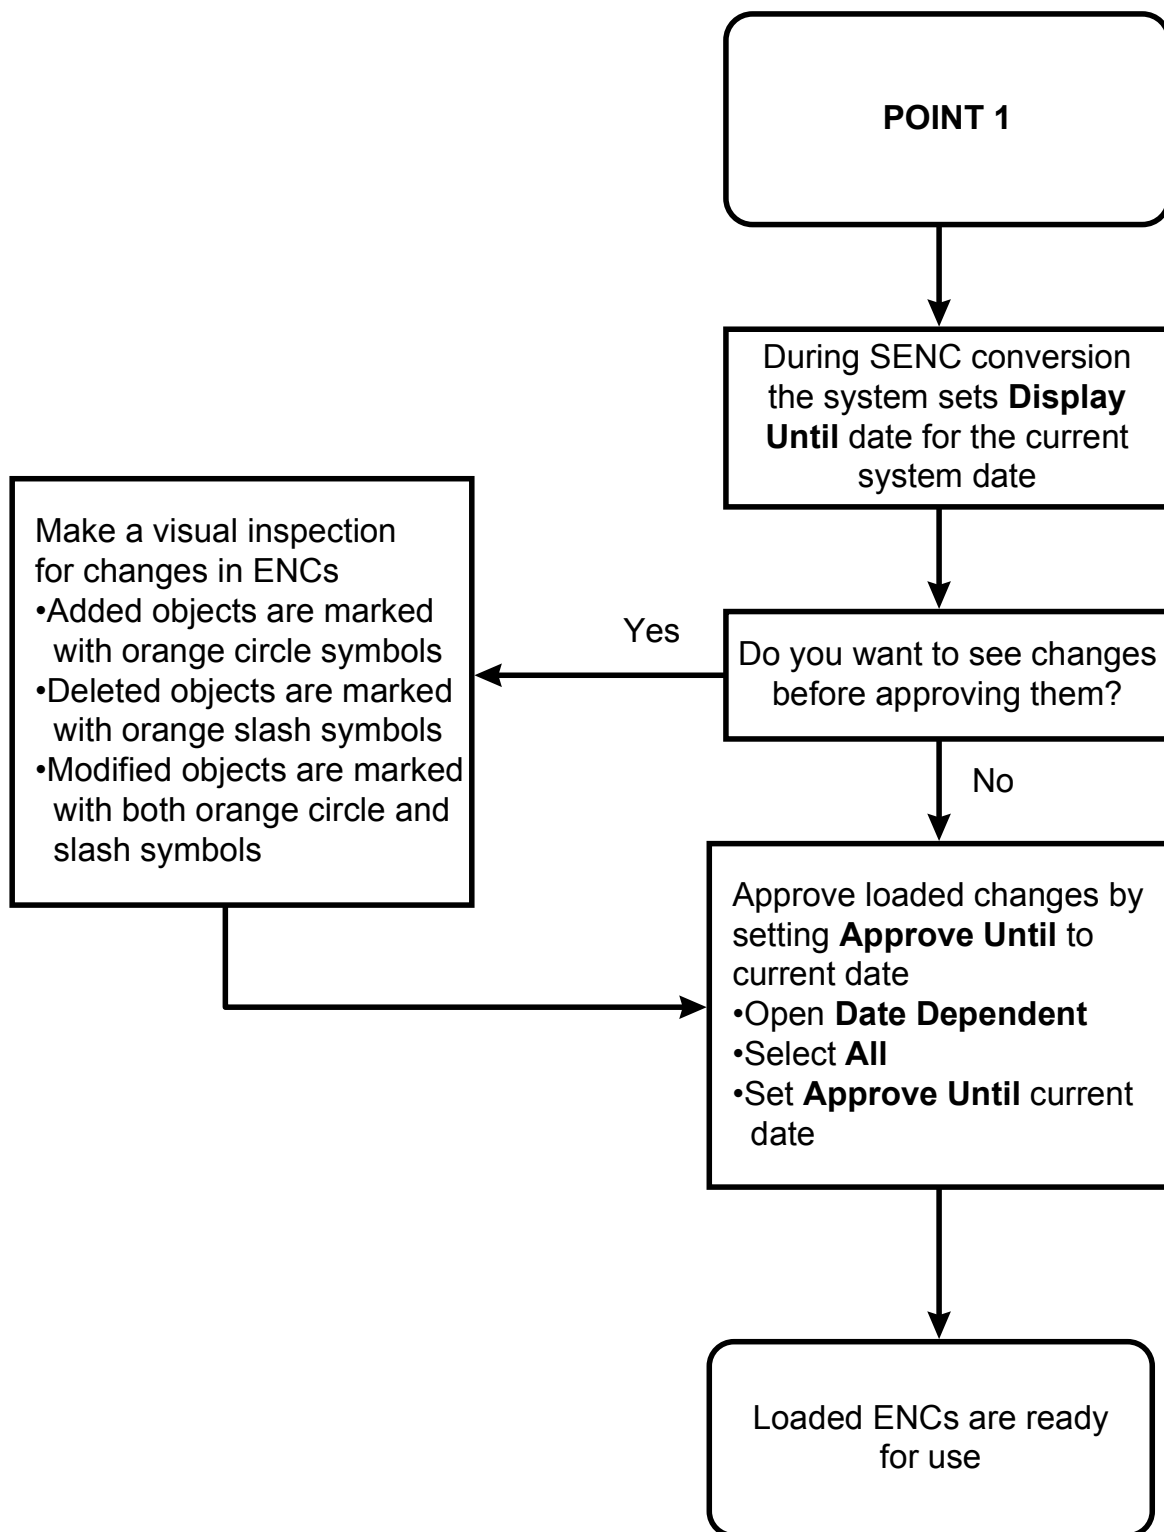 POINT 1
During SENC conversion
the system sets Display
Until date for the current
system date
Do you want to see changes
before approving them?
Yes
No
Make a visual inspection
for changes in ENCs
•Added objects are marked
with orange circle symbols
•Deleted objects are marked
with orange slash symbols
•Modified objects are marked
with both orange circle and
slash symbols
Approve loaded changes by
setting Approve Until to
current date
•Open Date Dependent
•Select All
•Set Approve Until current
date
Loaded ENCs are ready
for use